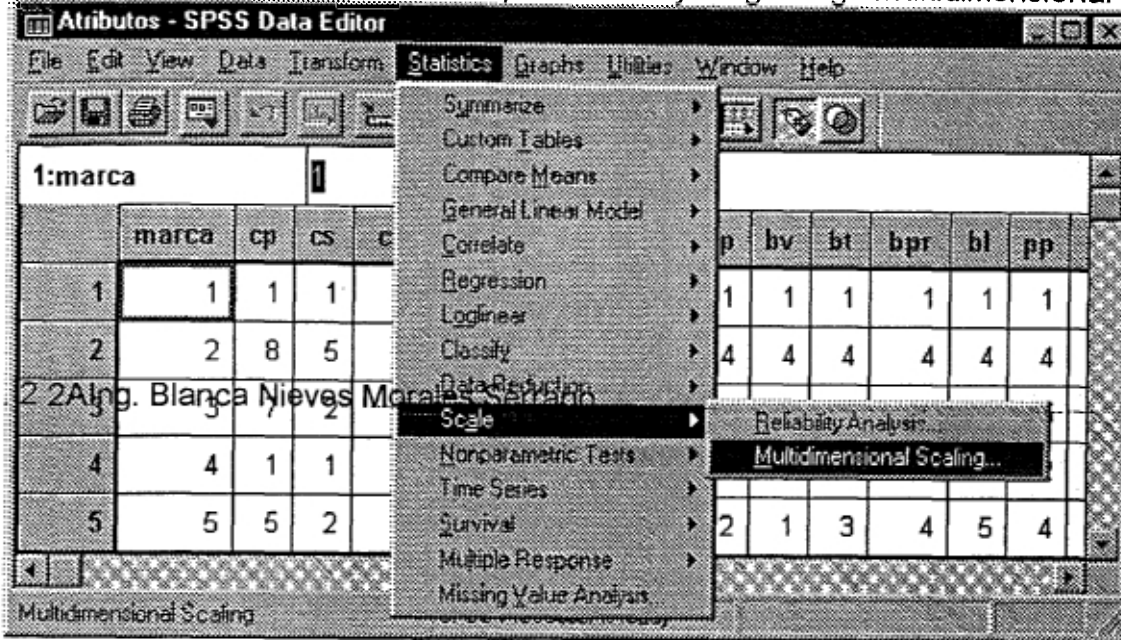 multidimensional
Atributos - SPSS Data Editor
File Edit View Data Transform Statistics Graphs Utilities Window Help
1:marca 1
marca cp cs c p bv bt bpr bl pp
1 1 1 1 1 1 1 1 1 1
2 2 8 5 4 4 4 4 4 4
2 2AIng. Blanca Nieves Morales Serrano
3 3 7 2
4 4 1 1
5 5 5 2 2 1 3 4 5 4
Summarize
Custom Tables
Compare Means
General Linear Model
Correlate
Regression
Loglinear
Classify
Data Reduction
Scale
Nonparametric Tests
Time Series
Survival
Multiple Response
Missing Value Analysis...
Reliability Analysis...
Multidimensional Scaling...
Multidimensional Scaling